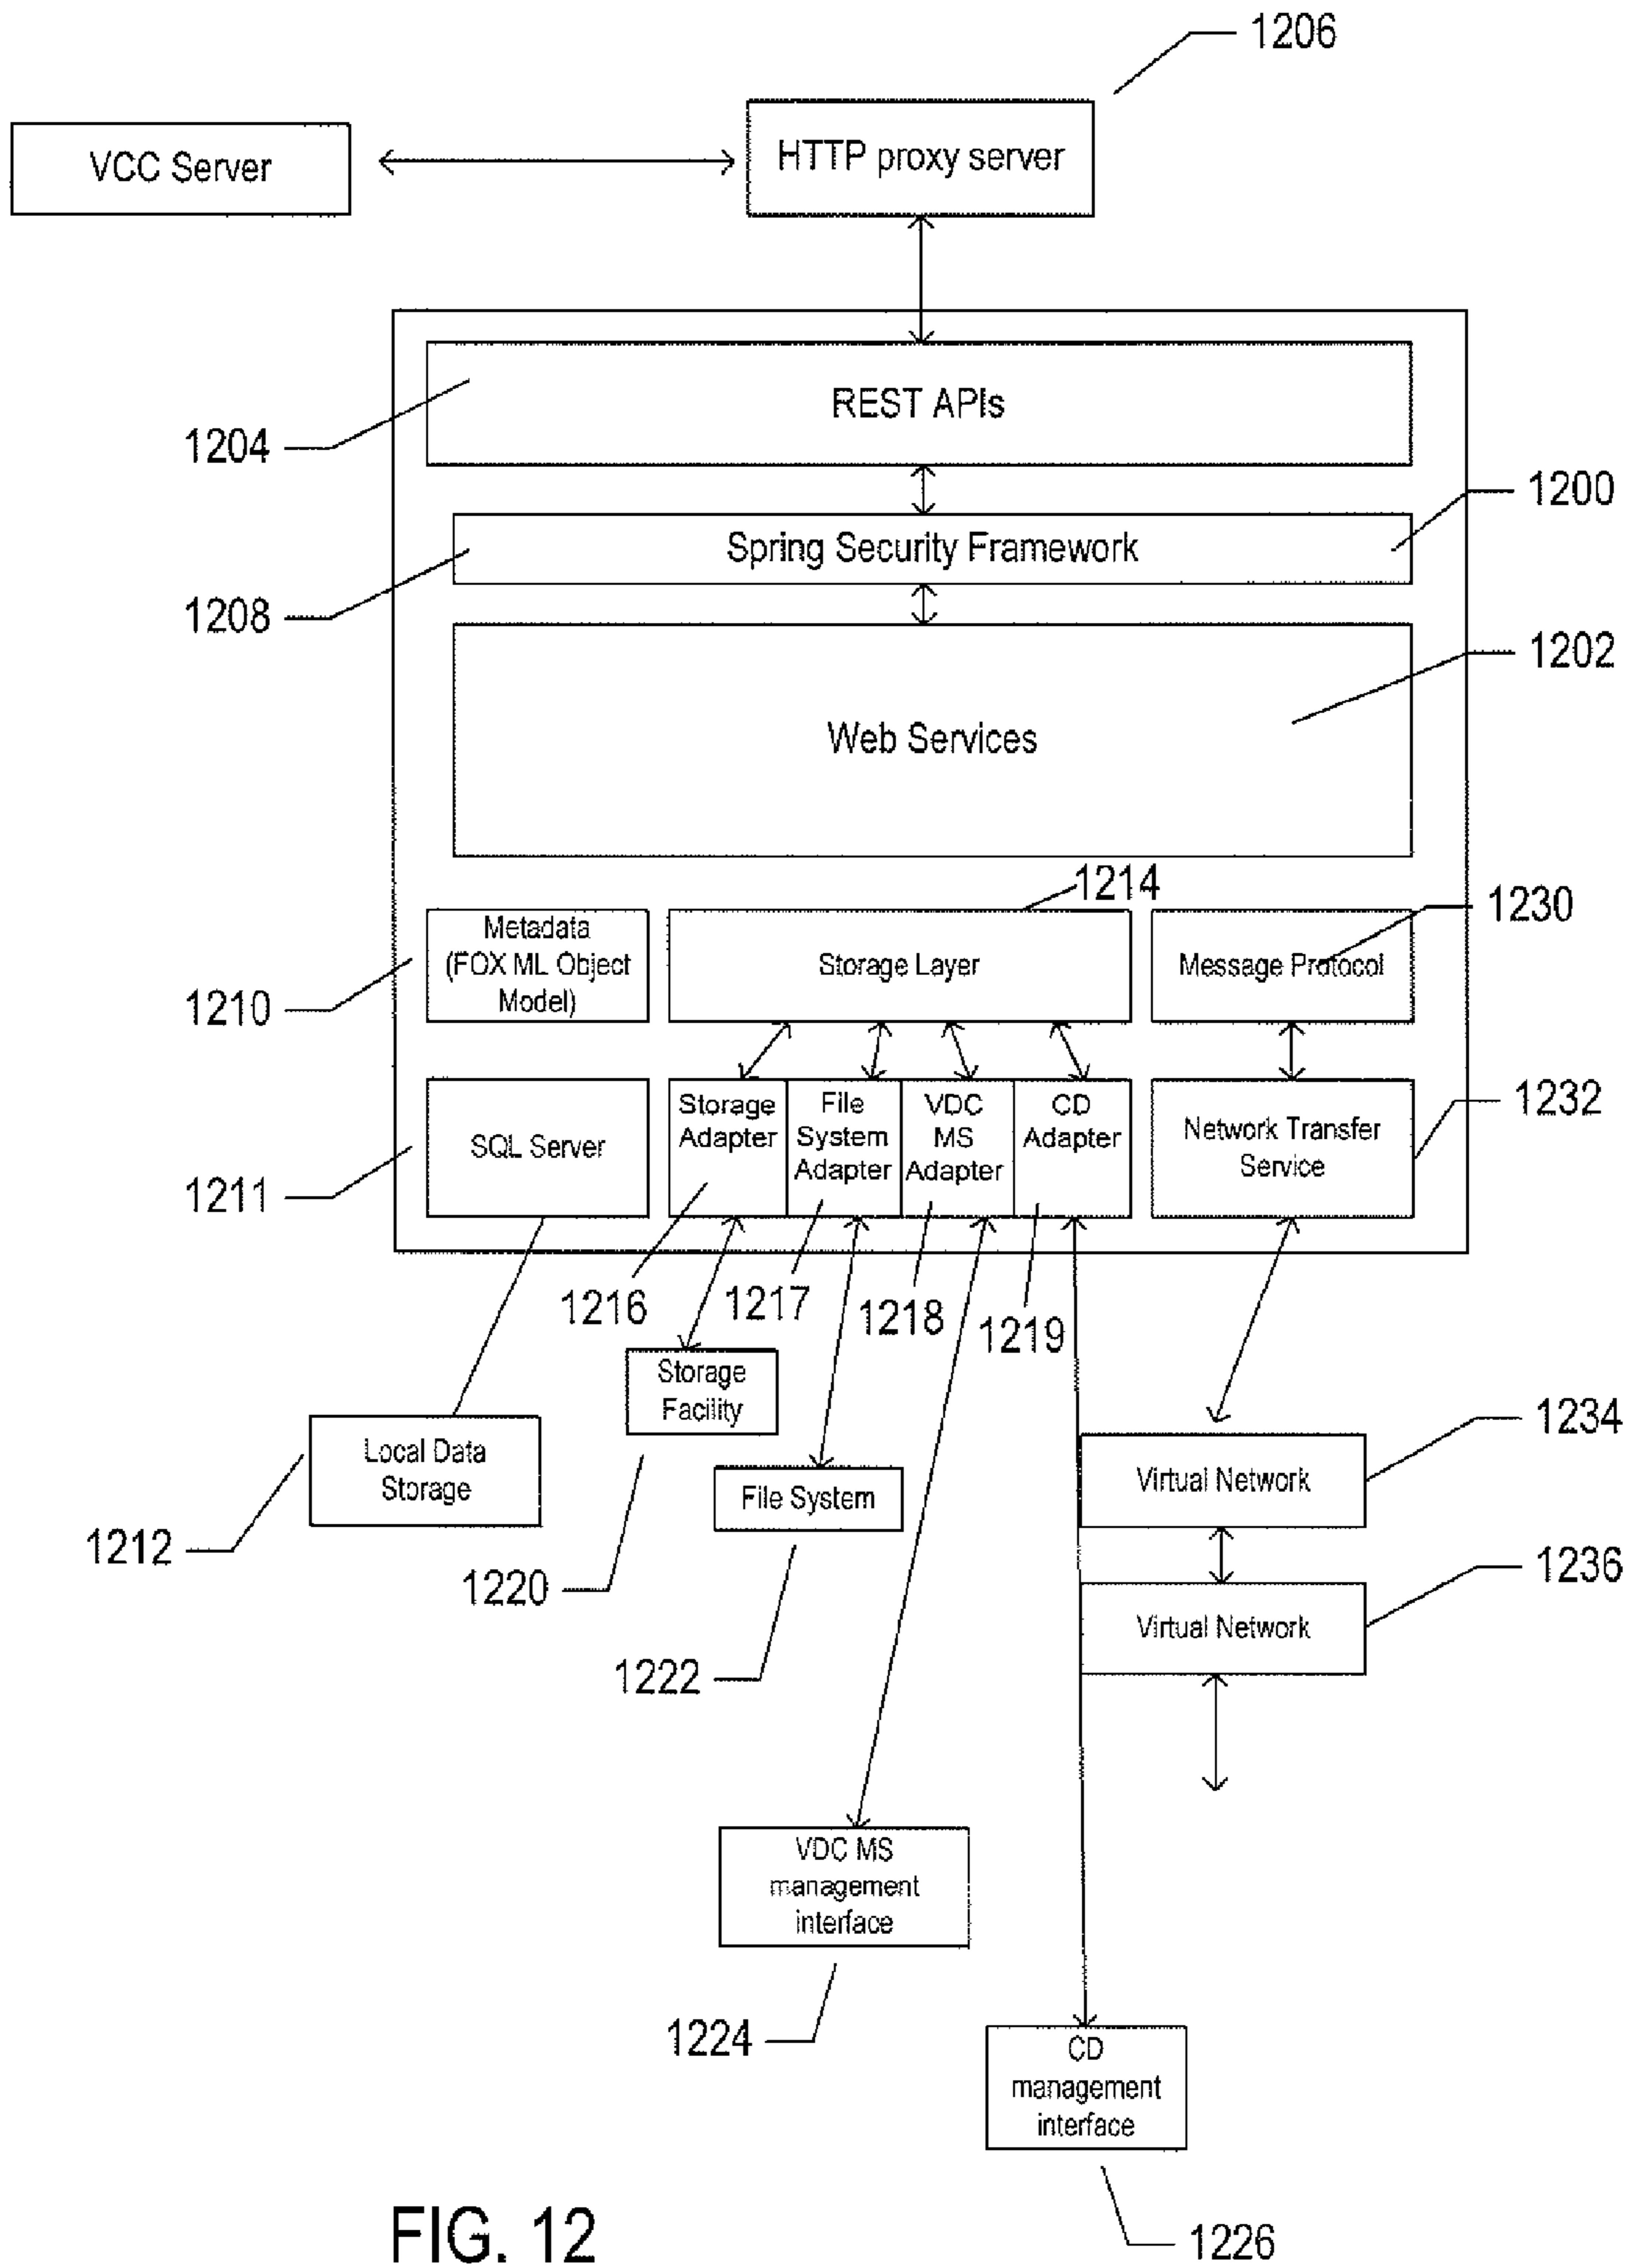 1206
VCC Server
HTTP proxy server
REST APIs
1204
1200
Spring Security Framework
1208
1202
Web Services
1214
1230
Metadata
(FOX ML Object
Model)
Storage Layer
Message Protocol
1210
1232
SQL Server
Storage
Adapter
File
System
Adapter
VDC
MS
Adapter
CD
Adapter
Network Transfer
Service
1211
1216
1217
1218
1219
Storage
Facility
1234
Local Data
Storage
Virtual Network
File System
1212
1220
1236
Virtual Network
1222
VDC MS
management
interface
1224
CD
management
interface
1226
FIG. 12